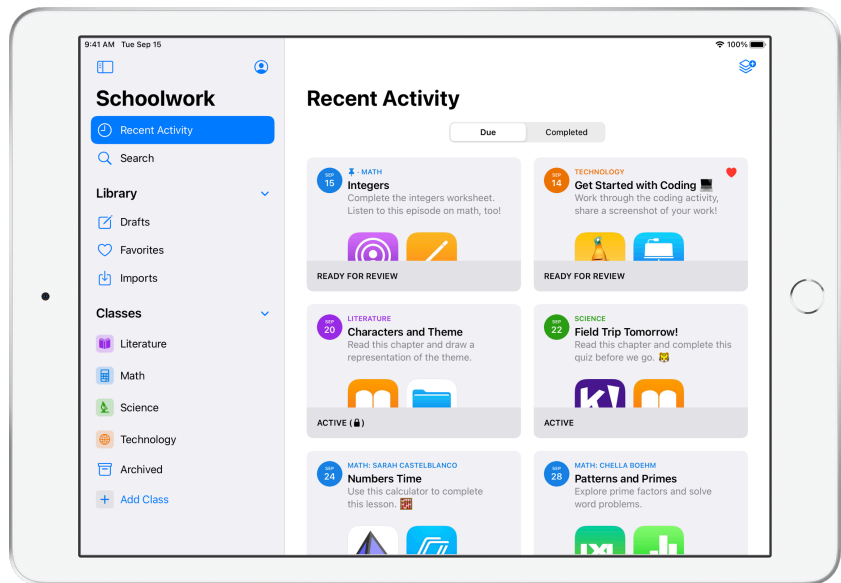 9:41 AM Tue Sep 15
100%
Schoolwork
Recent Activity
Search
Library
Drafts
Favorites
Imports
Classes
Literature
Math
Science
Technology
Archived
Add Class
Recent Activity
Due
Completed
SEP
15
· MATH
Integers
Complete the integers worksheet.
Listen to this episode on math, too!
READY FOR REVIEW
SEP
14
TECHNOLOGY
Get Started with Coding 💻
Work through the coding activity,
share a screenshot of your work!
READY FOR REVIEW
SEP
20
LITERATURE
Characters and Theme
Read this chapter and draw a
representation of the theme.
ACTIVE (🔒)
SEP
22
SCIENCE
Field Trip Tomorrow!
Read this chapter and complete this
quiz before we go. 🐯
K!
ACTIVE
SEP
24
MATH: SARAH CASTELBLANCO
Numbers Time
Use this calculator to complete
this lesson. 🧮
SEP
28
MATH: CHELLA BOEHM
Patterns and Primes
Explore prime factors and solve
word problems.
IXL